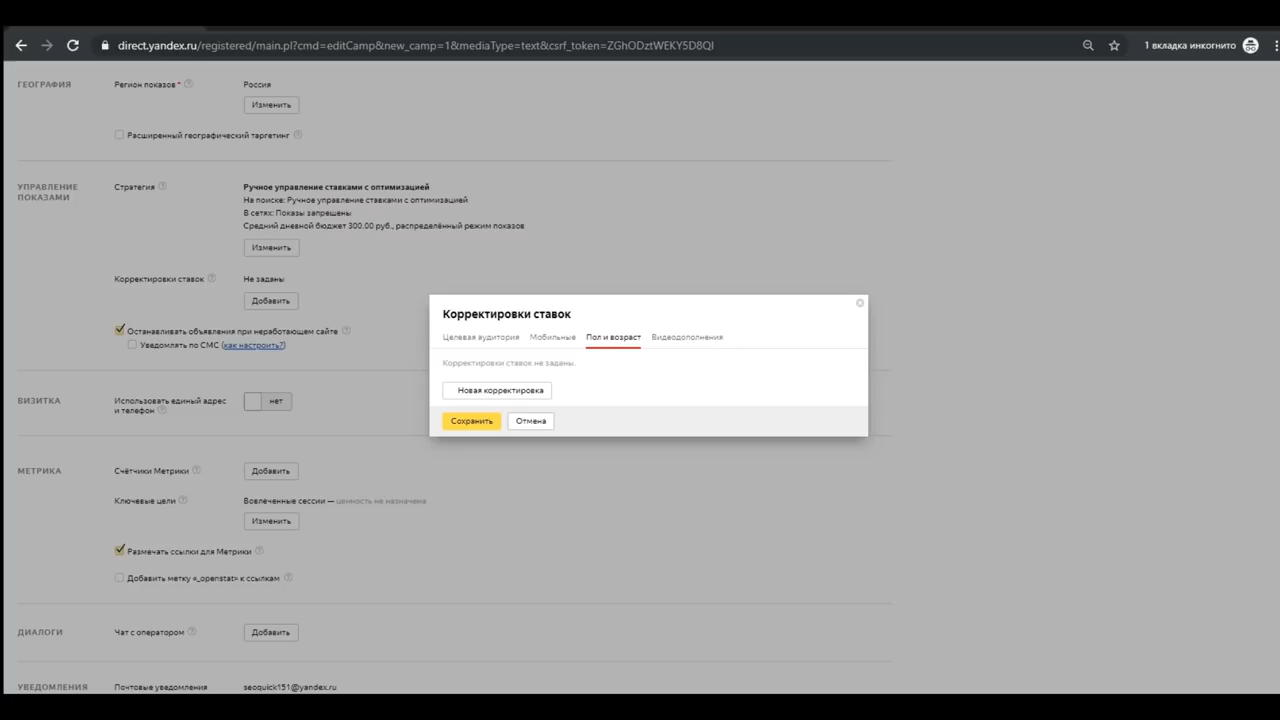 direct.yandex.ru/registered/main.pl?cmd=editCamp&new_camp=1&mediaType=text&csrf_token=ZGhODztWEKY5D8QI
1 вкладка инкогнито
ГЕОГРАФИЯ
Регион показов *
Россия
Изменить
Расширенный географический таргетинг
УПРАВЛЕНИЕ
ПОКАЗАМИ
Стратегия
Ручное управление ставками с оптимизацией
На поиске: Ручное управление ставками с оптимизацией
В сетях: Показы запрещены
Средний дневной бюджет 300.00 руб., распределённый режим показов
Изменить
Корректировки ставок
Не заданы
Добавить
Останавливать объявления при неработающем сайте
Уведомлять по СМС (как настроить?)
Корректировки ставок
Целевая аудитория Мобильные Пол и возраст Видеодополнения
Корректировки ставок не заданы.
Новая корректировка
Сохранить Отмена
ВИЗИТКА
Использовать единый адрес
и телефон
нет
МЕТРИКА
Счётчики Метрики
Добавить
Ключевые цели
Вовлеченные сессии — ценность не назначена
Изменить
Размечать ссылки для Метрики
Добавить метку «_openstat» к ссылкам
ДИАЛОГИ
Чат с оператором
Добавить
УВЕДОМЛЕНИЯ
Почтовые уведомления
seoquick151@yandex.ru